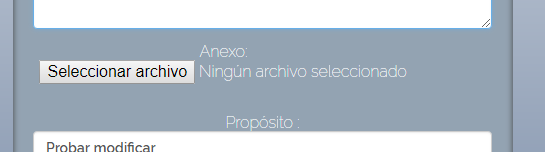 Anexo:
Seleccionar archivo Ningún archivo seleccionado
Propósito :
Probar modificar